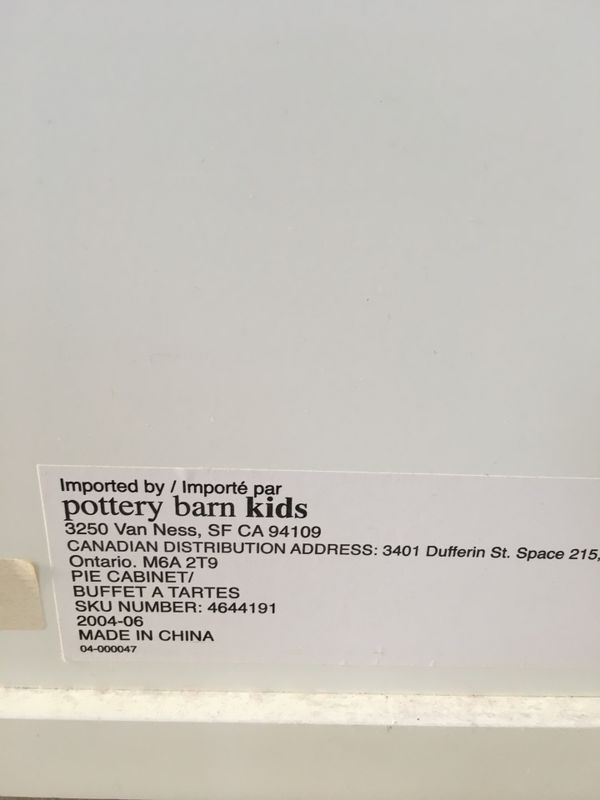 Imported by / Importé par
pottery barn kids
3250 Van Ness, SF CA 94109
CANADIAN DISTRIBUTION ADDRESS: 3401 Dufferin St. Space 215,
Ontario. M6A 2T9
PIE CABINET/
BUFFET A TARTES
SKU NUMBER: 4644191
2004-06
MADE IN CHINA
04-000047